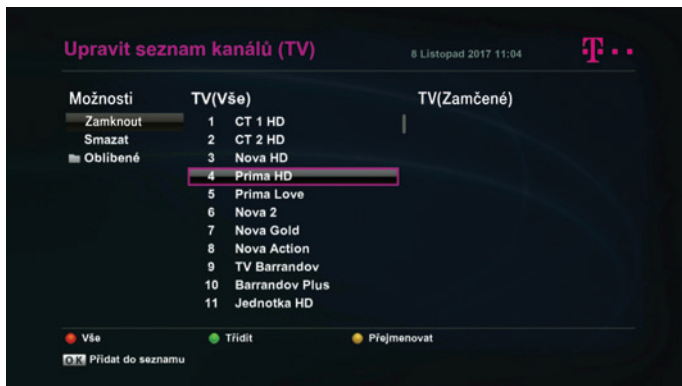 Upravit seznam kanálů (TV)
8 Listopad 2017 11:04
T
Možnosti
TV(Vše)
TV(Zamčené)
Zamknout
Smazat
Oblíbené
1 CT 1 HD
2 CT 2 HD
3 Nova HD
4 Prima HD
5 Prima Love
6 Nova 2
7 Nova Gold
8 Nova Action
9 TV Barrandov
10 Barrandov Plus
11 Jednotka HD
Vše
Třídit
Přejmenovat
OK Přidat do seznamu